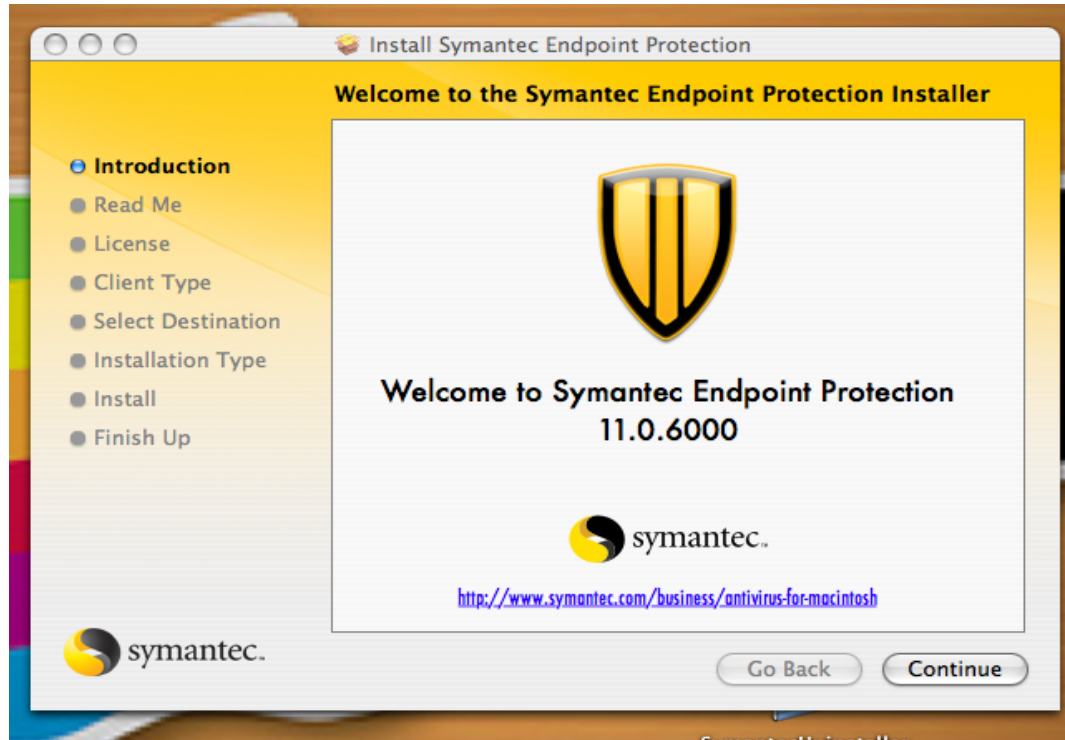 Install Symantec Endpoint Protection
Welcome to the Symantec Endpoint Protection Installer
Introduction
Read Me
License
Client Type
Select Destination
Installation Type
Install
Finish Up
Welcome to Symantec Endpoint Protection
11.0.6000
symantec.
http://www.symantec.com/business/antivirus-for-macintosh
symantec.
Go Back
Continue